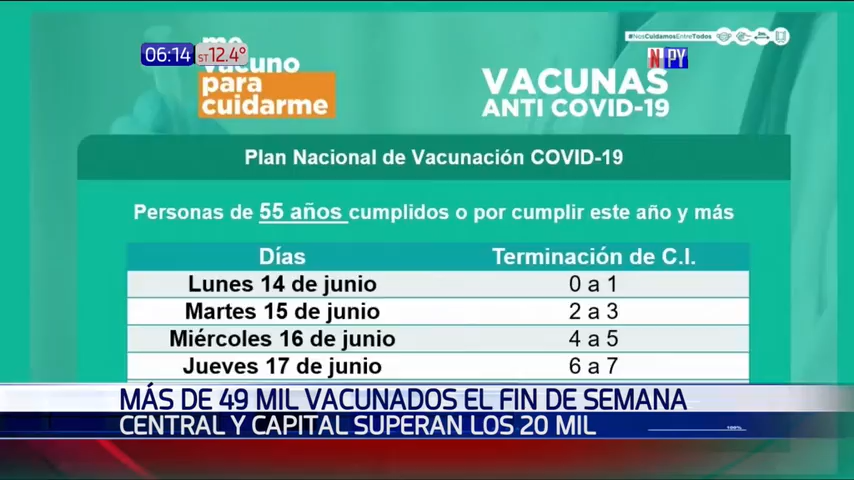 #NosCuidamosEntreTodos
06:14 ST 12.4°
NPY
me
vacuno
para
cuidarme
VACUNAS
ANTI COVID-19
Plan Nacional de Vacunación COVID-19
Personas de 55 años cumplidos o por cumplir este año y más
Días Terminación de C.I.
Lunes 14 de junio 0 a 1
Martes 15 de junio 2 a 3
Miércoles 16 de junio 4 a 5
Jueves 17 de junio 6 a 7
MÁS DE 49 MIL VACUNADOS EL FIN DE SEMANA
CENTRAL Y CAPITAL SUPERAN LOS 20 MIL
100%